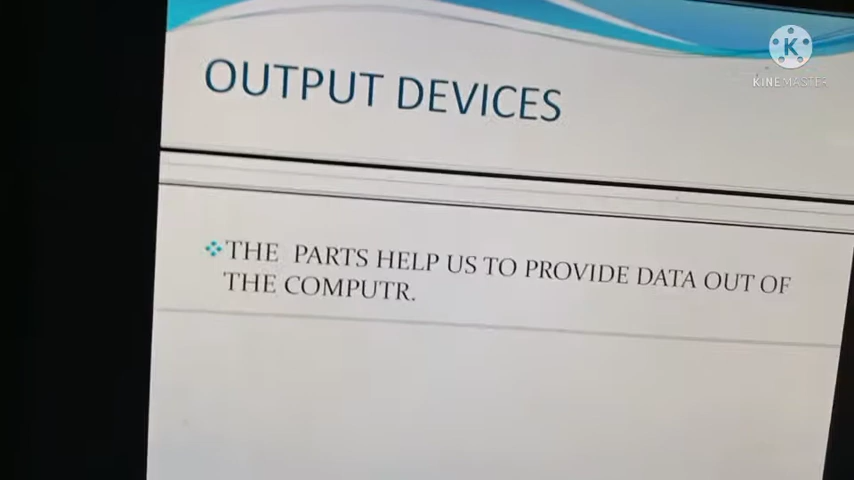 K
KINEMASTER
OUTPUT DEVICES
THE PARTS HELP US TO PROVIDE DATA OUT OF
THE COMPUTR.